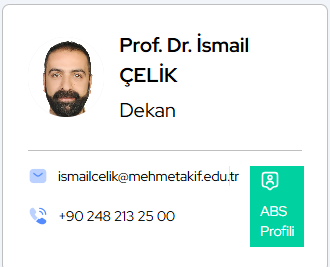 Prof. Dr. İsmail
ÇELİK
Dekan
ismailcelik@mehmetakif.edu.tr
+90 248 213 25 00
ABS
Profili